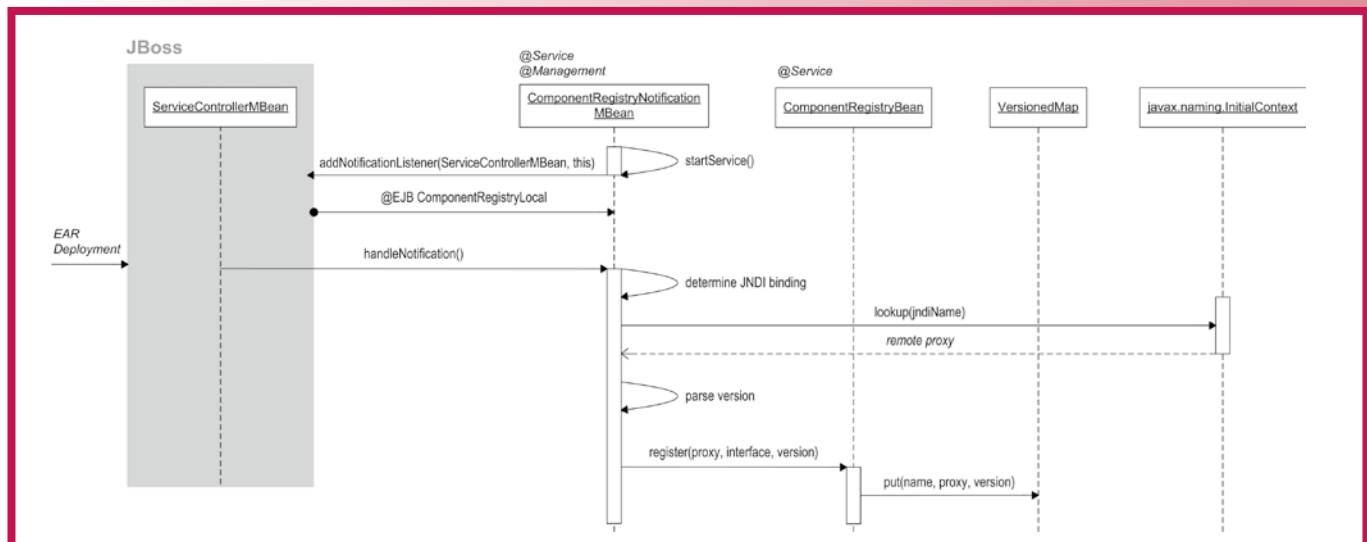 JBoss
@Service
@Management
@Service
ServiceControllerMBean
ComponentRegistryNotification
MBean
ComponentRegistryBean
VersionedMap
javax.naming.InitialContext
addNotificationListener(ServiceControllerMBean, this)
startService()
@EJB ComponentRegistryLocal
EAR
Deployment
handleNotification()
determine JNDI binding
lookup(jndiName)
remote proxy
parse version
register(proxy, interface, version)
put(name, proxy, version)